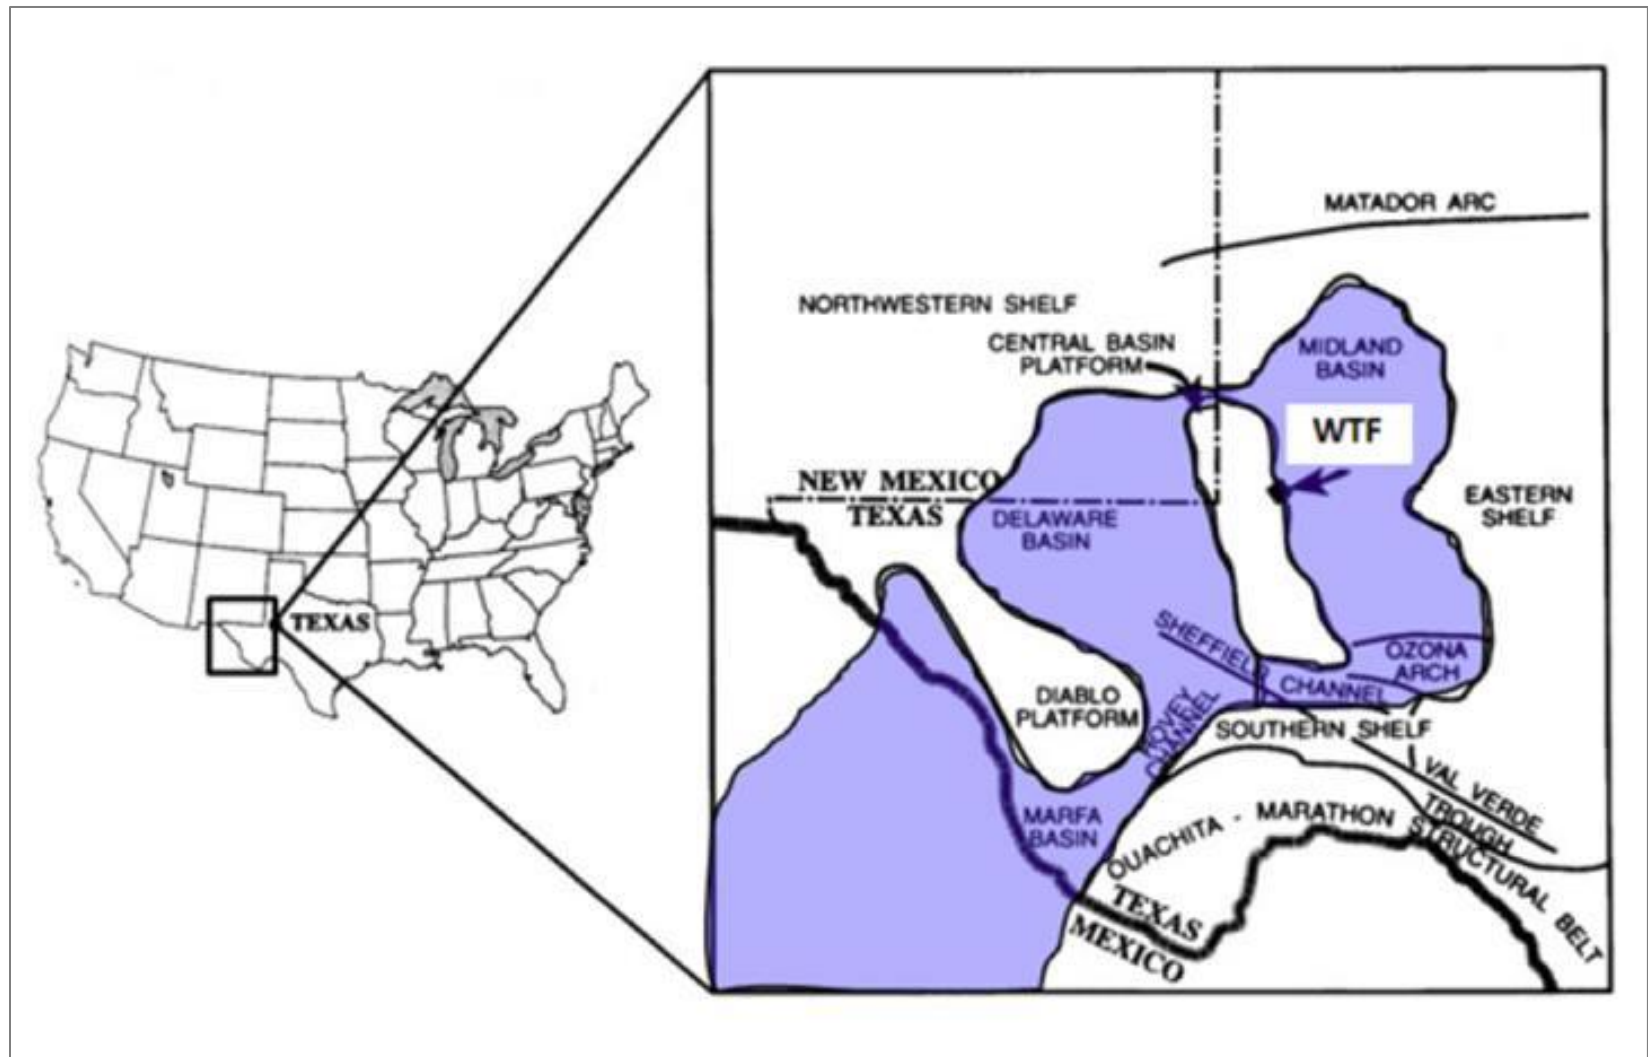 MATADOR ARC
NORTHWESTERN SHELF
CENTRAL BASIN
PLATFORM
MIDLAND
BASIN
WTF
NEW MEXICO
TEXAS
DELAWARE
BASIN
EASTERN
SHELF
TEXAS
SHEFFIELD
CHANNEL
OZONA
ARCH
DIABLO
PLATFORM
HOVEY
CHANNEL
SOUTHERN SHELF
VAL VERDE
TROUGH
MARFA
BASIN
OUACHITA - MARATHON STRUCTURAL BELT
TEXAS
MEXICO